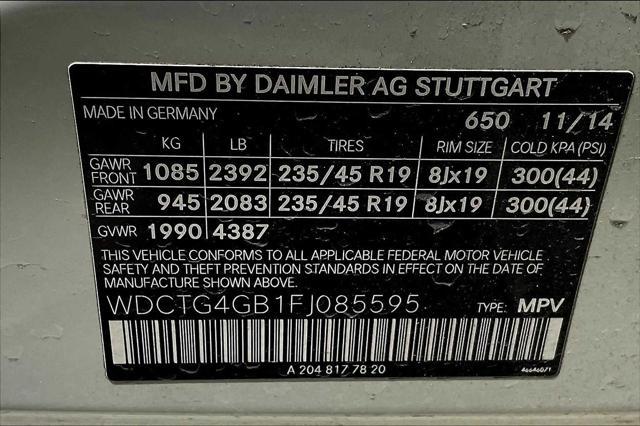 MFD BY DAIMLER AG STUTTGART
MADE IN GERMANY 650 11/14
KG LB TIRES RIM SIZE COLD KPA (PSI)
GAWR FRONT 1085 2392 235/45 R19 8Jx19 300(44)
GAWR REAR 945 2083 235/45 R19 8Jx19 300(44)
GVWR 1990 4387
THIS VEHICLE CONFORMS TO ALL APPLICABLE FEDERAL MOTOR VEHICLE
SAFETY AND THEFT PREVENTION STANDARDS IN EFFECT ON THE DATE OF
MANUFACTURE SHOWN ABOVE.
WDCTG4GB1FJ085595 TYPE: MPV
A 204 817 78 20